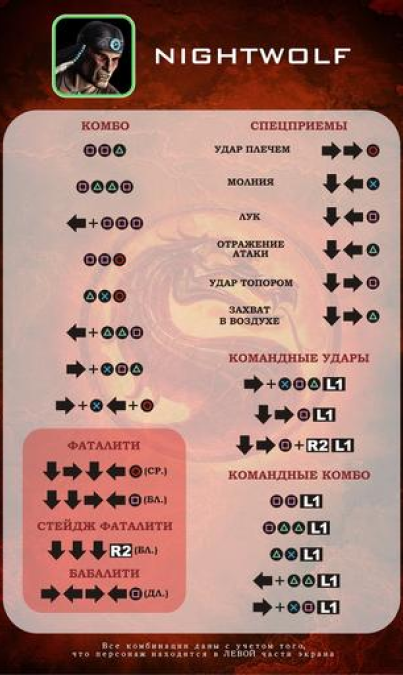 NIGHTWOLF
КОМБО
СПЕЦПРИЕМЫ
УДАР ПЛЕЧЕМ
МОЛНИЯ
ЛУК
+
ОТРАЖЕНИЕ
АТАКИ
УДАР ТОПОРОМ
ЗАХВАТ
В ВОЗДУХЕ
+
+
+ +
КОМАНДНЫЕ УДАРЫ
+ L1
L1
+ R2 L1
ФАТАЛИТИ
(СР.)
(БЛ.)
СТЕЙДЖ ФАТАЛИТИ
R2 (БЛ.)
БАБАЛИТИ
(ДЛ.)
КОМАНДНЫЕ КОМБО
L1
L1
L1
+ L1
+ L1
Все комбинации даны с учетом того,
что персонаж находится в ЛЕВОЙ части экрана